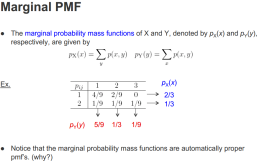 Marginal PMF
● The marginal probability mass functions of X and Y, denoted by pₓ(x) and pᵧ(y),
respectively, are given by
pX(x) = ∑y p(x, y)   pY(y) = ∑x p(x, y)
Ex.
pij 1 2 3 pₓ(x)
1 4/9 2/9 0 → 2/3
2 1/9 1/9 1/9 → 1/3
pᵧ(y) 5/9 1/3 1/9
● Notice that the marginal probability mass functions are automatically proper
pmf's. (why?)